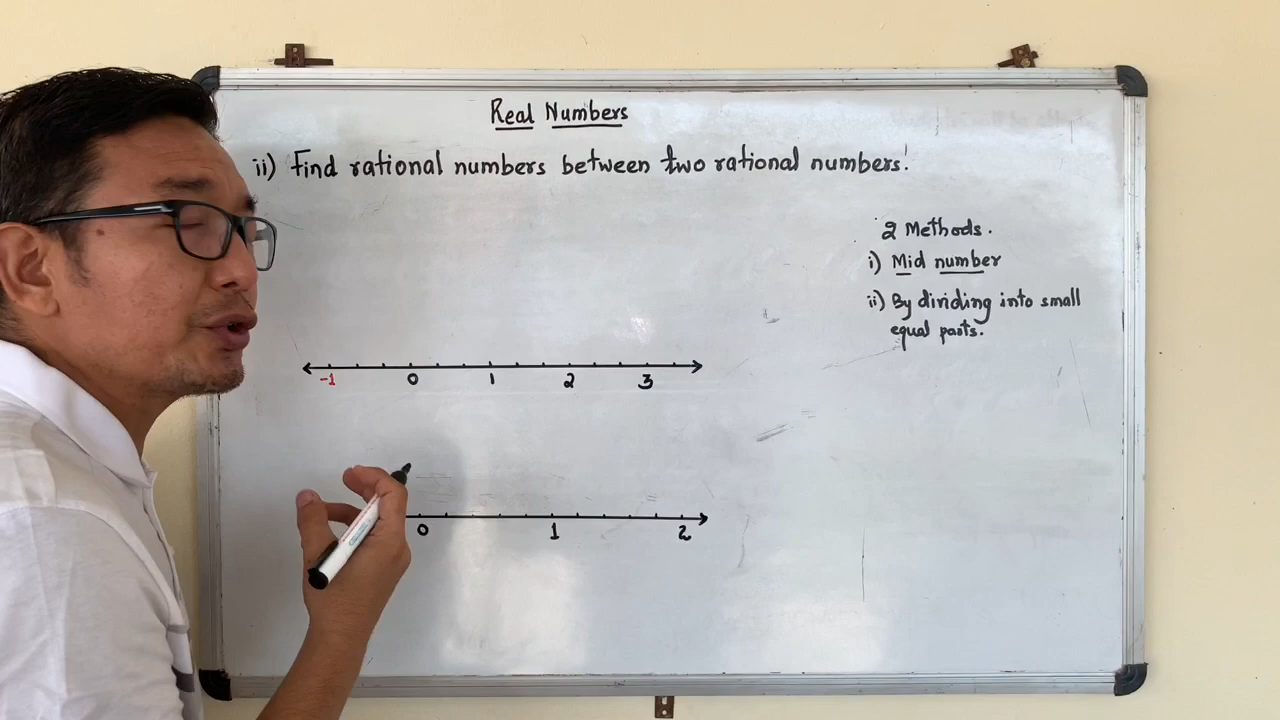 Real Numbers
ii) Find rational numbers between two rational numbers!
2 Methods.
i) Mid number
ii) By dividing into small
equal parts.
-1 0 1 2 3
0 1 2